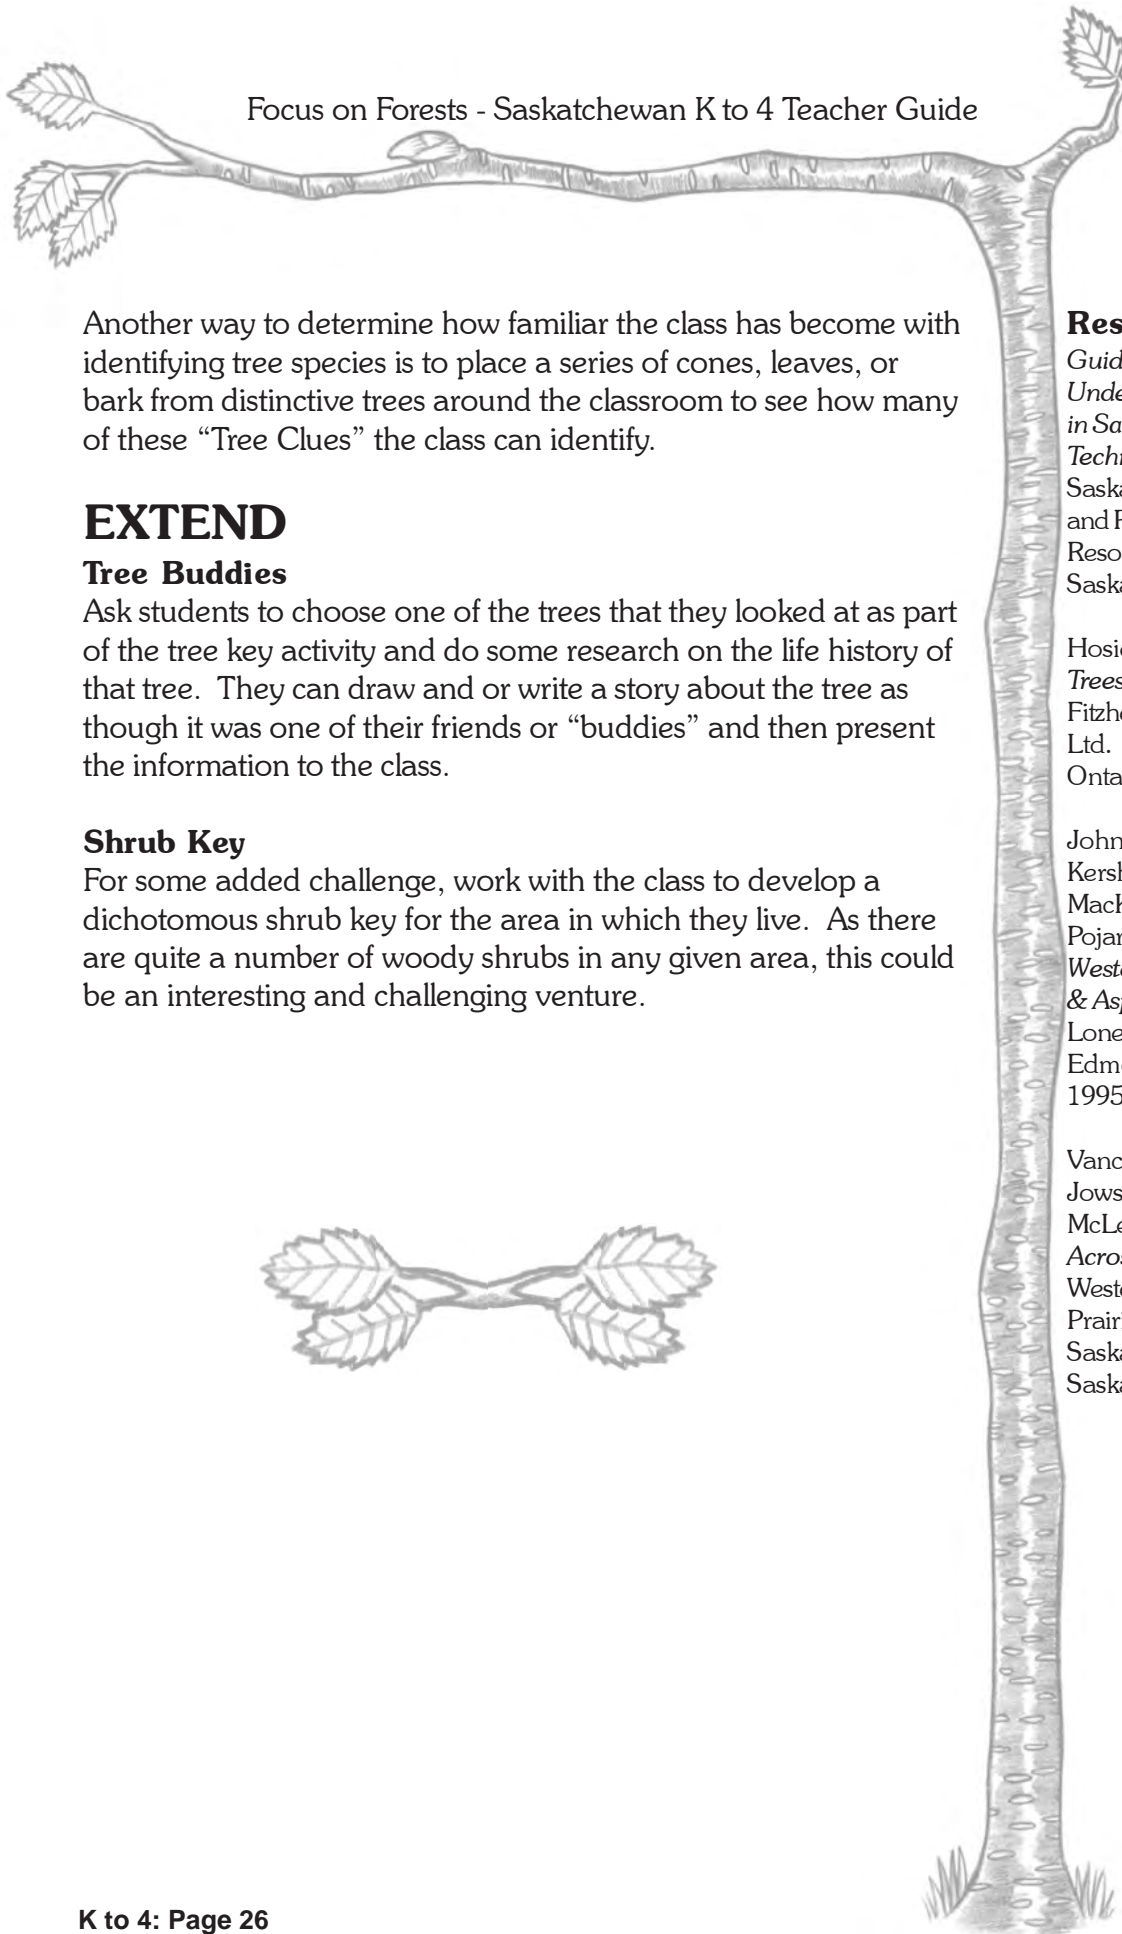 Focus on Forests - Saskatchewan K to 4 Teacher Guide
Another way to determine how familiar the class has become with
identifying tree species is to place a series of cones, leaves, or
bark from distinctive trees around the classroom to see how many
of these “Tree Clues” the class can identify.
EXTEND
Tree Buddies
Ask students to choose one of the trees that they looked at as part
of the tree key activity and do some research on the life history of
that tree.  They can draw and or write a story about the tree as
though it was one of their friends or “buddies” and then present
the information to the class.
Shrub Key
For some added challenge, work with the class to develop a
dichotomous shrub key for the area in which they live.  As there
are quite a number of woody shrubs in any given area, this could
be an interesting and challenging venture.
K to 4: Page 26
in
and
Ltd.
&
1995